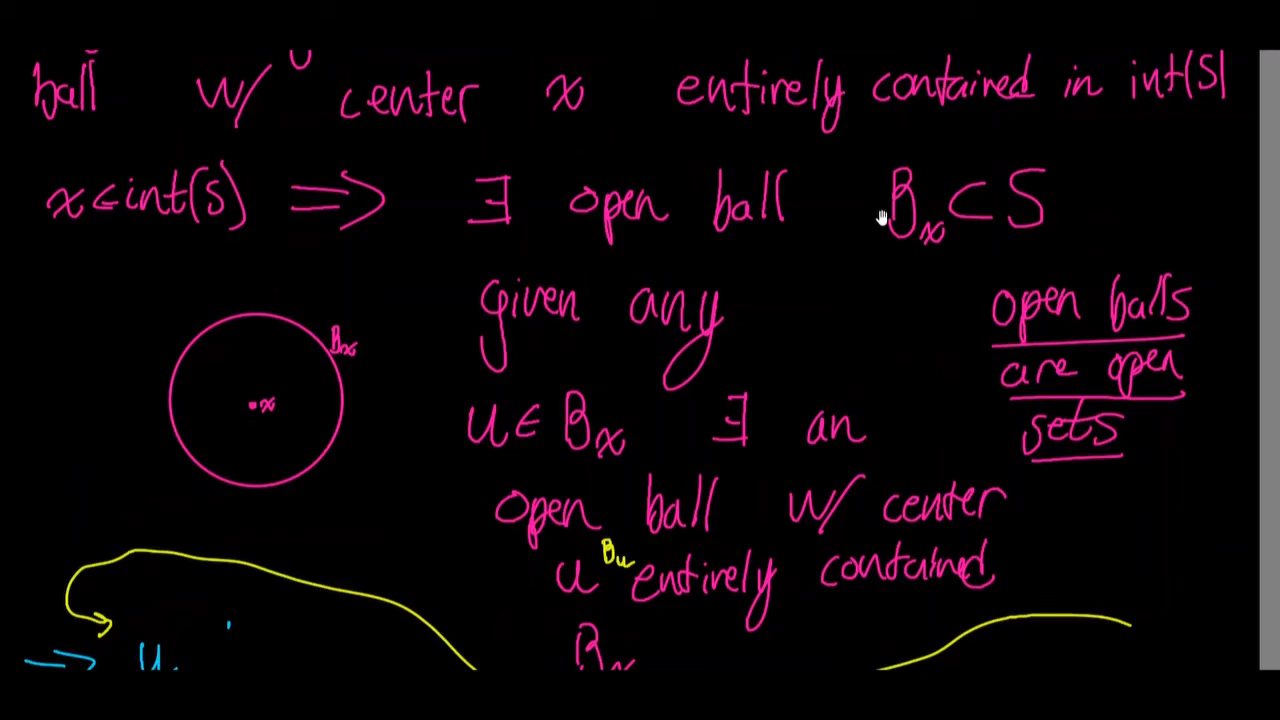 ball w/ center x entirely contained in int(S)
x∈int(S) ⟹ ∃ open ball Bₓ⊂S
given any
open balls
are open
sets
Bₓ
•x
u∈Bₓ ∃ an
open ball w/ center
u Bᵤ entirely contained
Bₓ
⟹ u